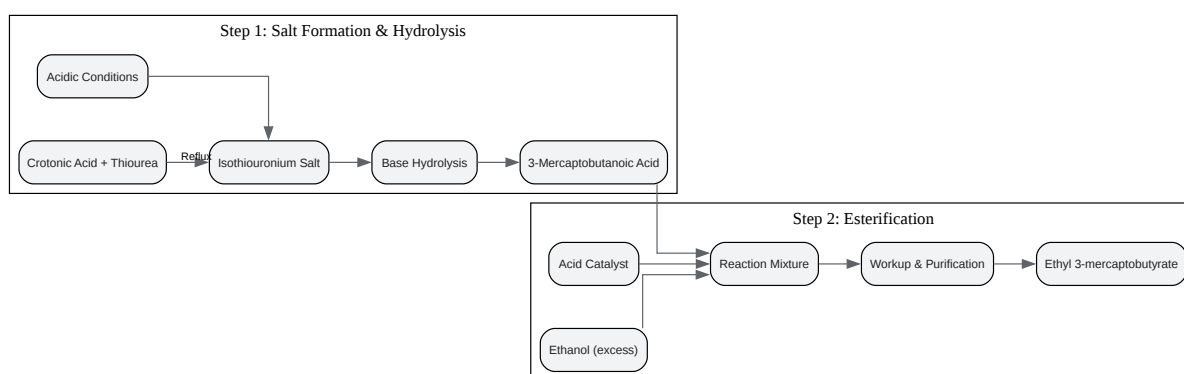 Step 1: Salt Formation & Hydrolysis
Acidic Conditions
Crotonic Acid + Thiourea
Reflux
Isothiouronium Salt
Base Hydrolysis
3-Mercaptobutanoic Acid
Step 2: Esterification
Acid Catalyst
Reaction Mixture
Workup & Purification
Ethyl 3-mercaptobutyrate
Ethanol (excess)